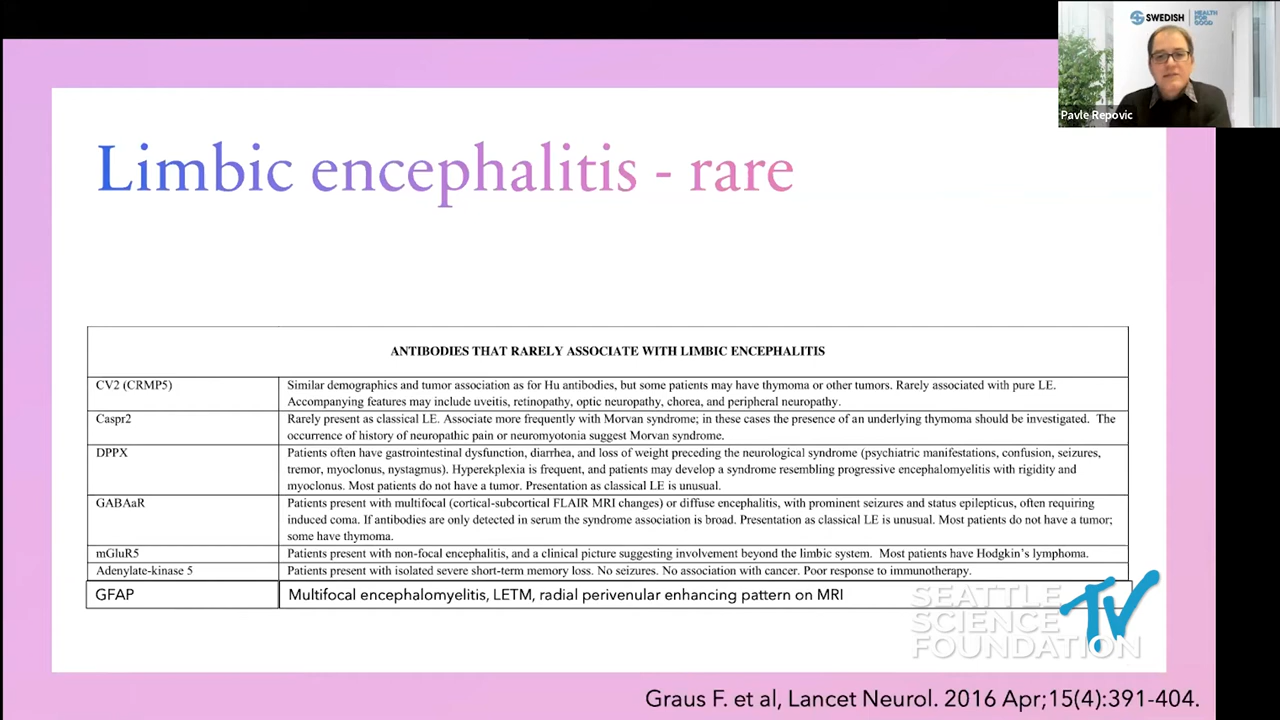 SWEDISH
HEALTH
FOR
GOOD
Pavle Repovic
Limbic encephalitis - rare
ANTIBODIES THAT RARELY ASSOCIATE WITH LIMBIC ENCEPHALITIS
CV2 (CRMP5)
Similar demographics and tumor association as for Hu antibodies, but some patients may have thymoma or other tumors. Rarely associated with pure LE.
Accompanying features may include uveitis, retinopathy, optic neuropathy, chorea, and peripheral neuropathy.
Caspr2
Rarely present as classical LE. Associate more frequently with Morvan syndrome; in these cases the presence of an underlying thymoma should be investigated. The
occurrence of history of neuropathic pain or neuromyotonia suggest Morvan syndrome.
DPPX
Patients often have gastrointestinal dysfunction, diarrhea, and loss of weight preceding the neurological syndrome (psychiatric manifestations, confusion, seizures,
tremor, myoclonus, nystagmus). Hyperekplexia is frequent, and patients may develop a syndrome resembling progressive encephalomyelitis with rigidity and
myoclonus. Most patients do not have a tumor. Presentation as classical LE is unusual.
GABAaR
Patients present with multifocal (cortical-subcortical FLAIR MRI changes) or diffuse encephalitis, with prominent seizures and status epilepticus, often requiring
induced coma. If antibodies are only detected in serum the syndrome association is broad. Presentation as classical LE is unusual. Most patients do not have a tumor;
some have thymoma.
mGluR5
Patients present with non-focal encephalitis, and a clinical picture suggesting involvement beyond the limbic system. Most patients have Hodgkin's lymphoma.
Adenylate-kinase 5
Patients present with isolated severe short-term memory loss. No seizures. No association with cancer. Poor response to immunotherapy.
GFAP
Multifocal encephalomyelitis, LETM, radial perivenular enhancing pattern on MRI
SEATTLE
SCIENCE
FOUNDATION
TV
Graus F. et al, Lancet Neurol. 2016 Apr;15(4):391-404.